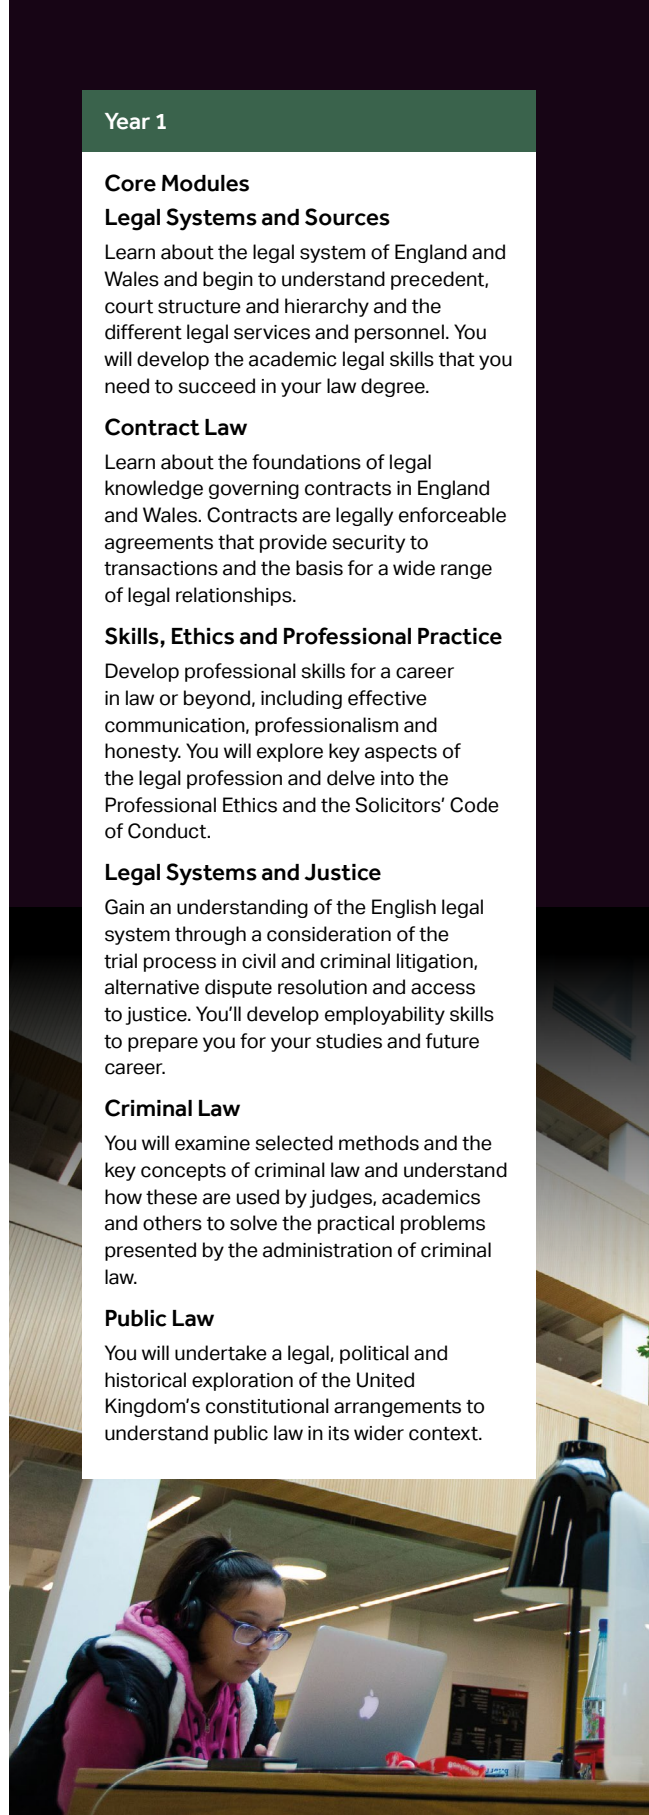 Year 1
Core Modules
Legal Systems and Sources
Learn about the legal system of England and
Wales and begin to understand precedent,
court structure and hierarchy and the
different legal services and personnel. You
will develop the academic legal skills that you
need to succeed in your law degree.
Contract Law
Learn about the foundations of legal
knowledge governing contracts in England
and Wales. Contracts are legally enforceable
agreements that provide security to
transactions and the basis for a wide range
of legal relationships.
Skills, Ethics and Professional Practice
Develop professional skills for a career
in law or beyond, including effective
communication, professionalism and
honesty. You will explore key aspects of
the legal profession and delve into the
Professional Ethics and the Solicitors’ Code
of Conduct.
Legal Systems and Justice
Gain an understanding of the English legal
system through a consideration of the
trial process in civil and criminal litigation,
alternative dispute resolution and access
to justice. You’ll develop employability skills
to prepare you for your studies and future
career.
Criminal Law
You will examine selected methods and the
key concepts of criminal law and understand
how these are used by judges, academics
and others to solve the practical problems
presented by the administration of criminal
law.
Public Law
You will undertake a legal, political and
historical exploration of the United
Kingdom’s constitutional arrangements to
understand public law in its wider context.